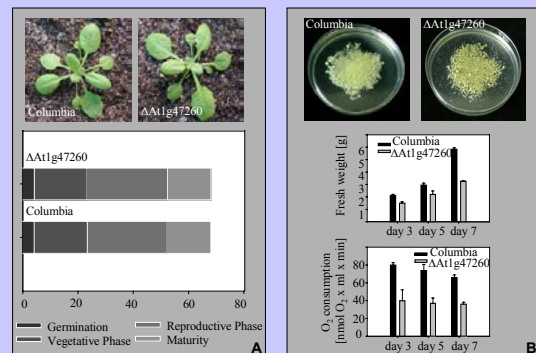 Columbia
ΔAt1g47260
ΔAt1g47260
Columbia
0 20 40 60 80
Germination
Vegetative Phase
Reproductive Phase
Maturity
A
Columbia
ΔAt1g47260
Fresh weight [g]
7
6
5
4
3
2
1
Columbia
ΔAt1g47260
day 3 day 5 day 7
O2 consumption
[nmol O2 x ml x min]
80
60
40
20
0
Columbia
ΔAt1g47260
day 3 day 5 day 7
B